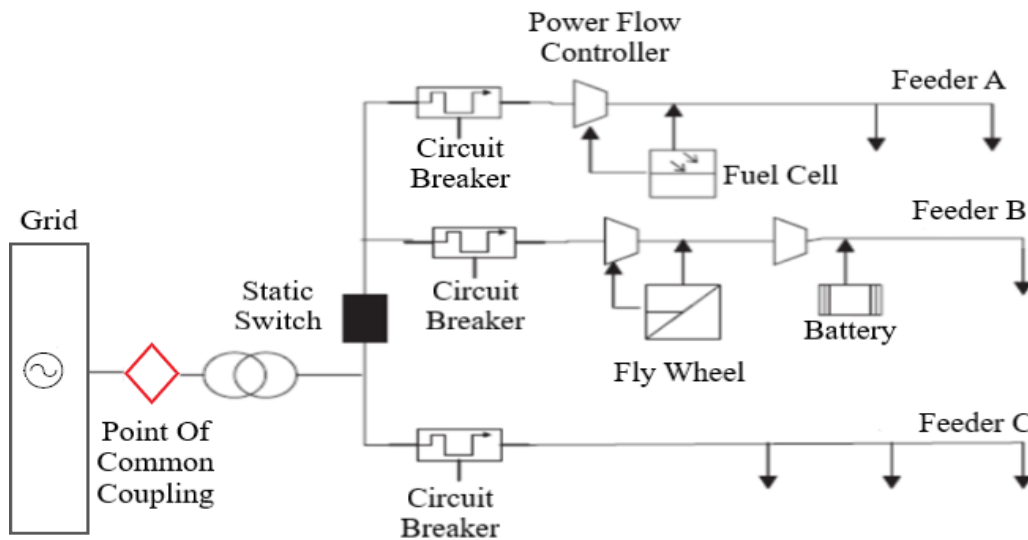 Power Flow
Controller
Feeder A
Circuit
Breaker
Fuel Cell
Grid
Feeder B
Static
Switch
Circuit
Breaker
Battery
Fly Wheel
Point Of
Common
Coupling
Feeder C
Circuit
Breaker